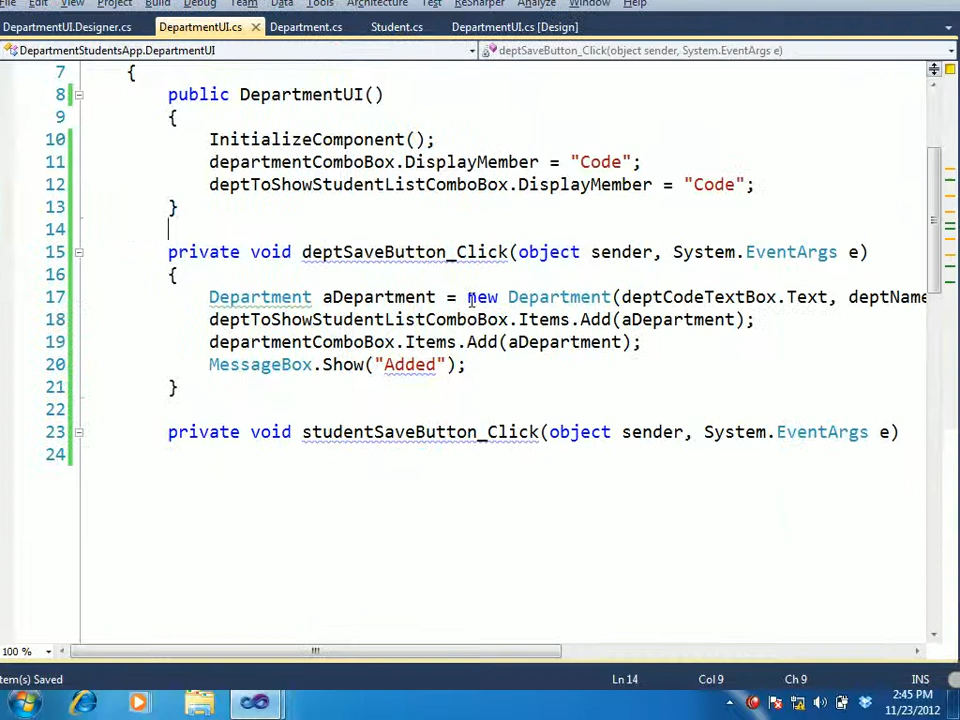 File Edit View Project Build Debug Team Data Tools Architecture Test ReSharper Analyze Window Help
DepartmentUI.Designer.cs DepartmentUI.cs Department.cs Student.cs DepartmentUI.cs [Design]
DepartmentStudentsApp.DepartmentUI deptSaveButton_Click(object sender, System.EventArgs e)
7 {
8 public DepartmentUI()
9 {
10 InitializeComponent();
11 departmentComboBox.DisplayMember = "Code";
12 deptToShowStudentListComboBox.DisplayMember = "Code";
13 }
14
15 private void deptSaveButton_Click(object sender, System.EventArgs e)
16 {
17 Department aDepartment = new Department(deptCodeTextBox.Text, deptName
18 deptToShowStudentListComboBox.Items.Add(aDepartment);
19 departmentComboBox.Items.Add(aDepartment);
20 MessageBox.Show("Added");
21 }
22
23 private void studentSaveButton_Click(object sender, System.EventArgs e)
24
100 %
tem(s) Saved Ln 14 Col 9 Ch 9 INS
2:45 PM
11/23/2012